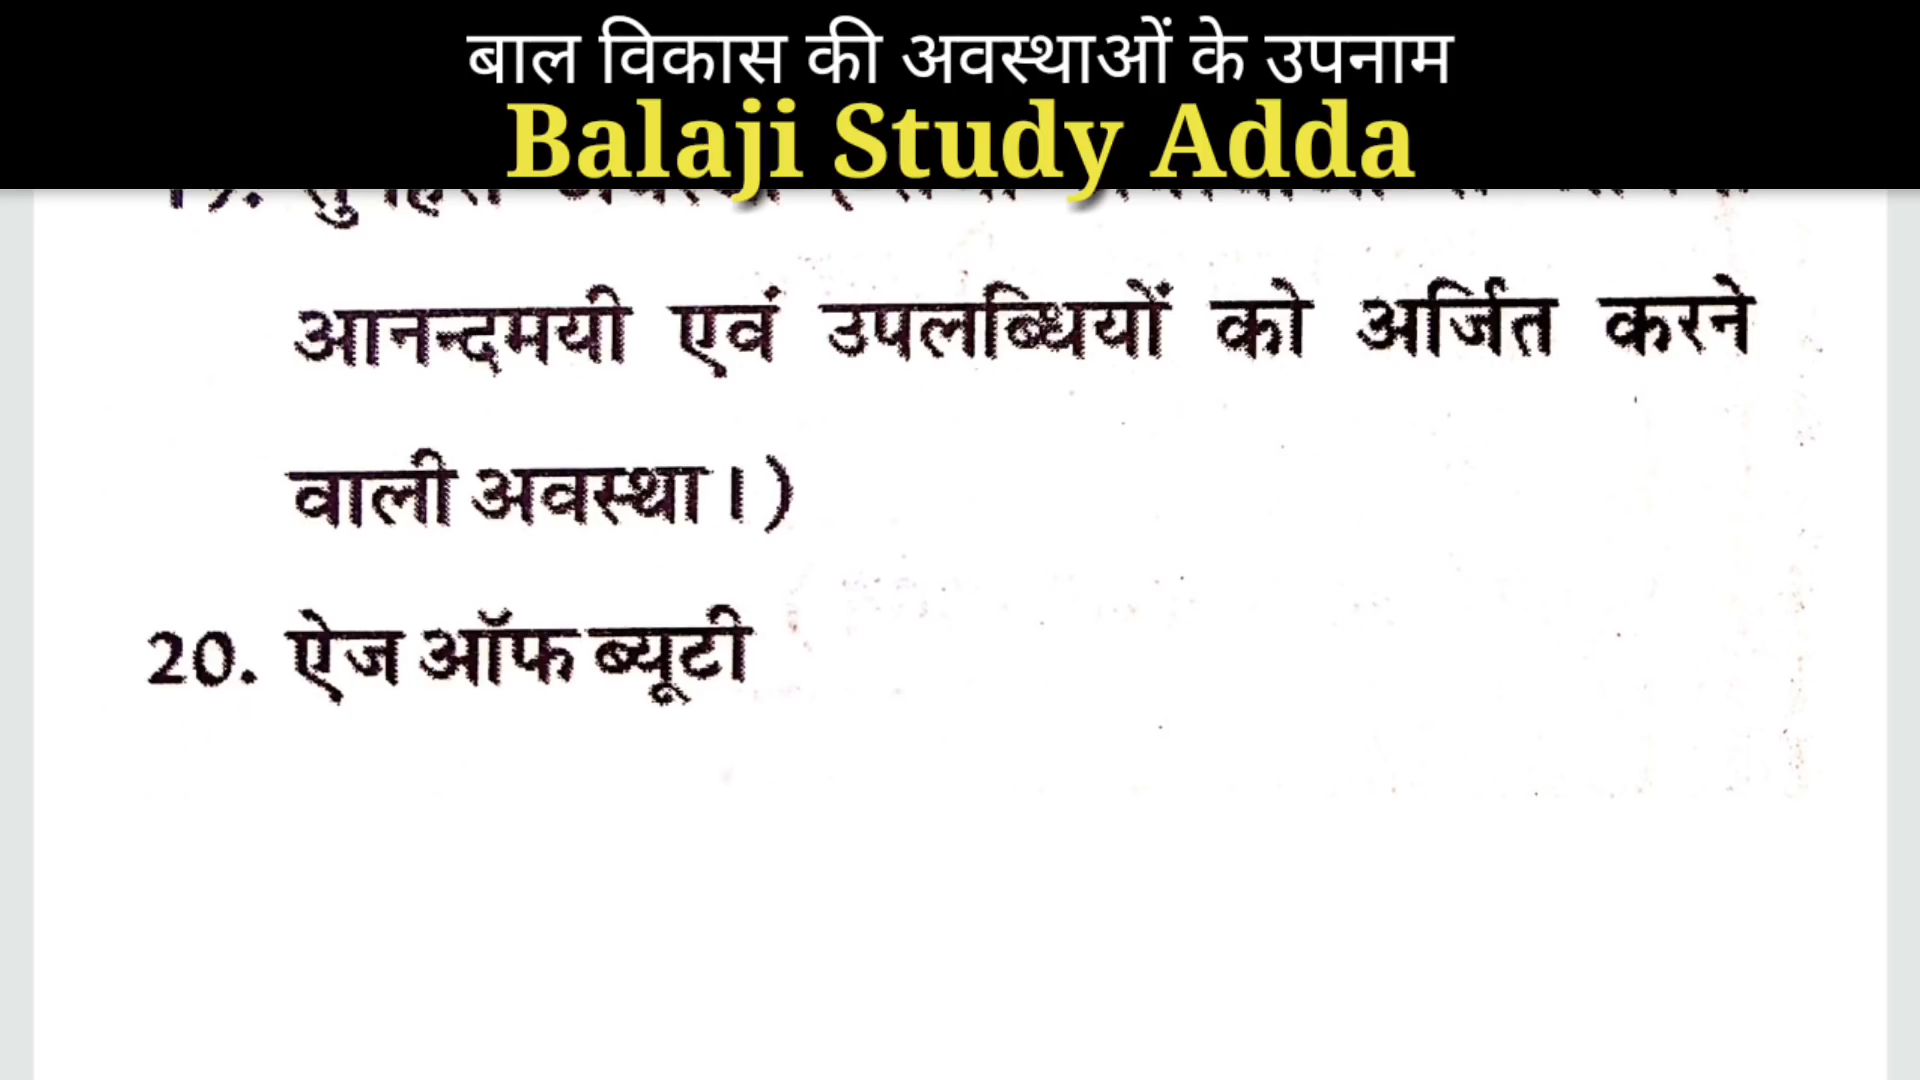 बाल विकास की अवस्थाओं के उपनाम
Balaji Study Adda
आनन्दमयी एवं उपलब्धियों को अर्जित करने
वाली अवस्था।)
20. ऐज ऑफ ब्यूटी